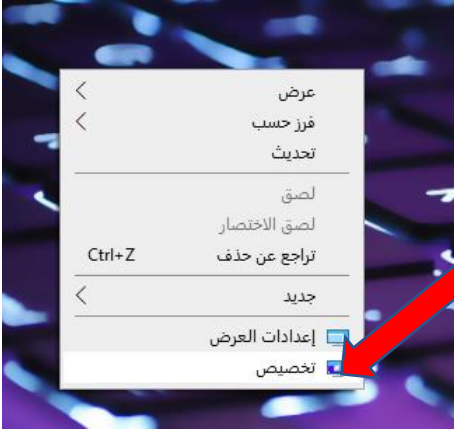 عرض
فرز حسب
تحديث
لصق
لصق الاختصار
تراجع عن حذف Ctrl+Z
جديد
إعدادات العرض
تخصيص